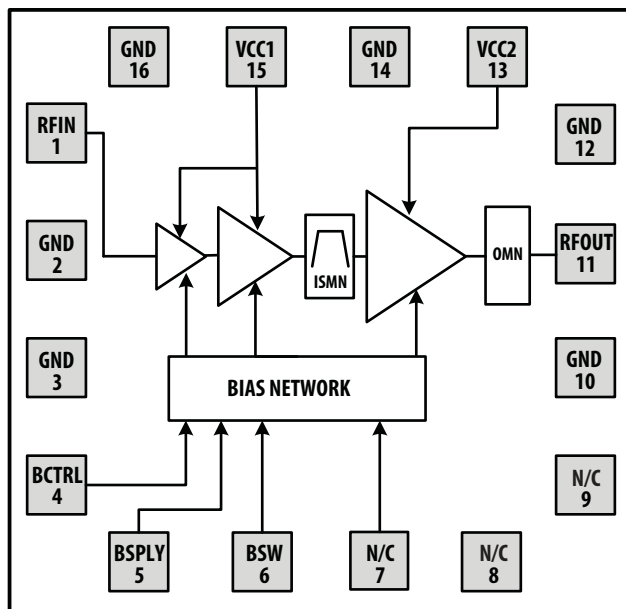 GND
16
VCC1
15
GND
14
VCC2
13
RFIN
1
GND
12
GND
2
RFOUT
11
OMN
ISMN
GND
3
GND
10
BIAS NETWORK
BCTRL
4
N/C
9
BSPLY
5
BSW
6
N/C
7
N/C
8